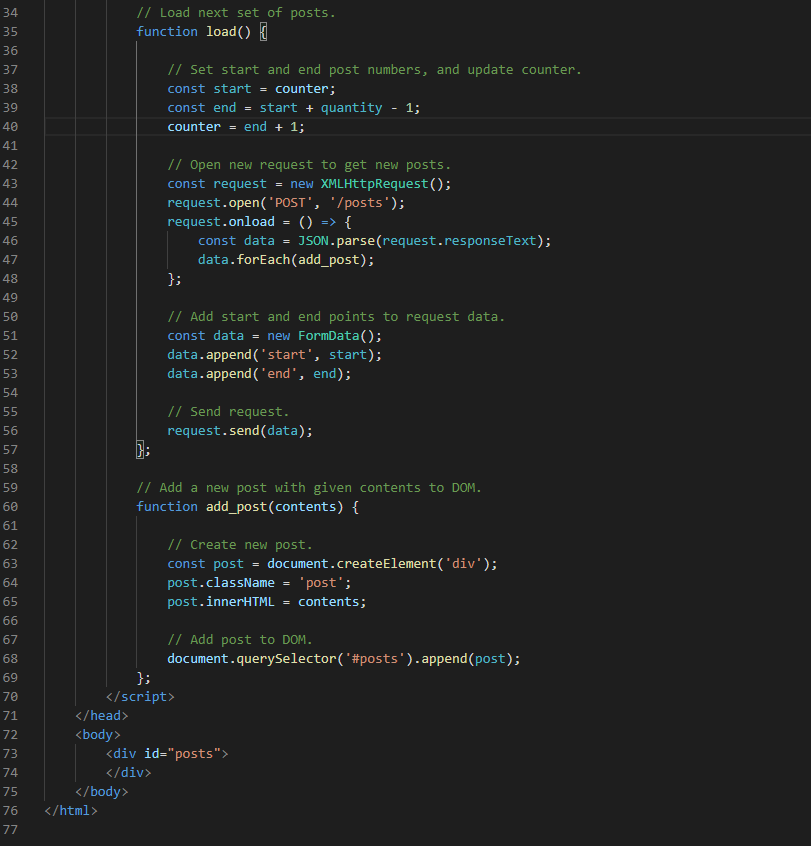 34 // Load next set of posts.
35 function load() {
36
37 // Set start and end post numbers, and update counter.
38 const start = counter;
39 const end = start + quantity - 1;
40 counter = end + 1;
41
42 // Open new request to get new posts.
43 const request = new XMLHttpRequest();
44 request.open('POST', '/posts');
45 request.onload = () => {
46 const data = JSON.parse(request.responseText);
47 data.forEach(add_post);
48 };
49
50 // Add start and end points to request data.
51 const data = new FormData();
52 data.append('start', start);
53 data.append('end', end);
54
55 // Send request.
56 request.send(data);
57 };
58
59 // Add a new post with given contents to DOM.
60 function add_post(contents) {
61
62 // Create new post.
63 const post = document.createElement('div');
64 post.className = 'post';
65 post.innerHTML = contents;
66
67 // Add post to DOM.
68 document.querySelector('#posts').append(post);
69 };
70 </script>
71 </head>
72 <body>
73 <div id="posts">
74 </div>
75 </body>
76 </html>
77